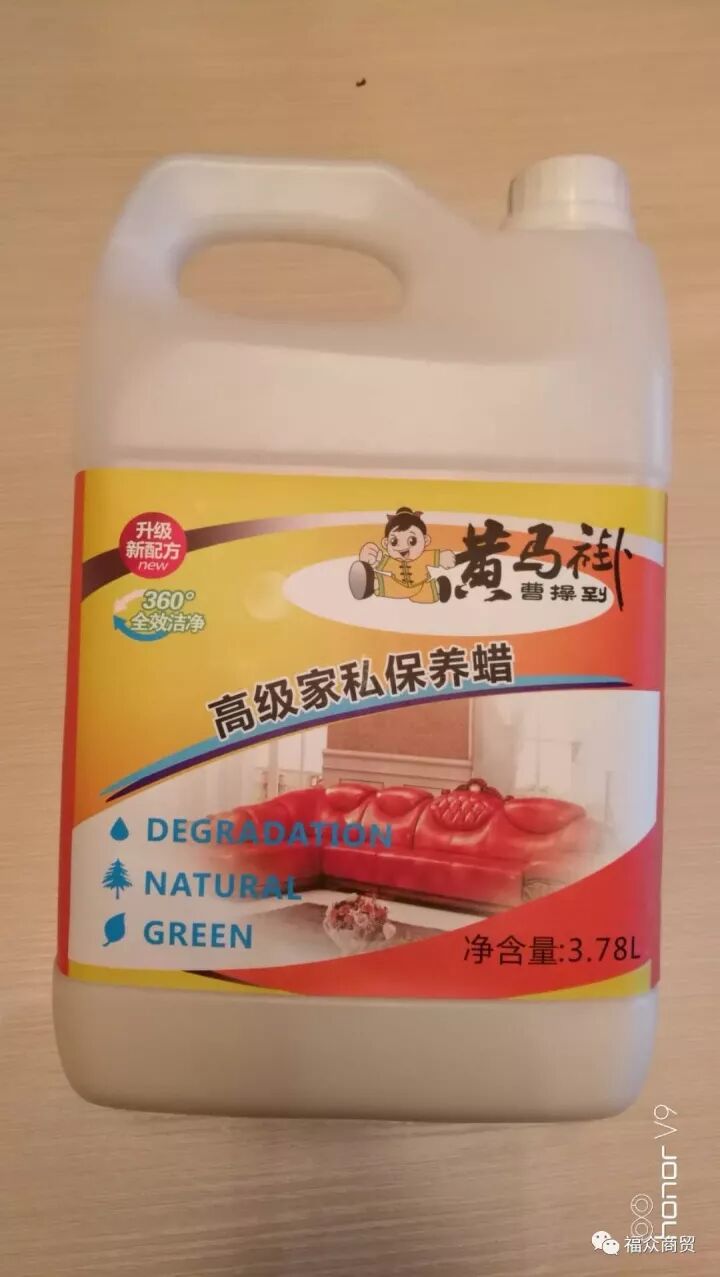 升级
新配方
new
360°
全效洁净
黄马褂
曹操到
高级家私保养蜡
DEGRADATION
NATURAL
GREEN
净含量:3.78L
honor V9
福众商贸